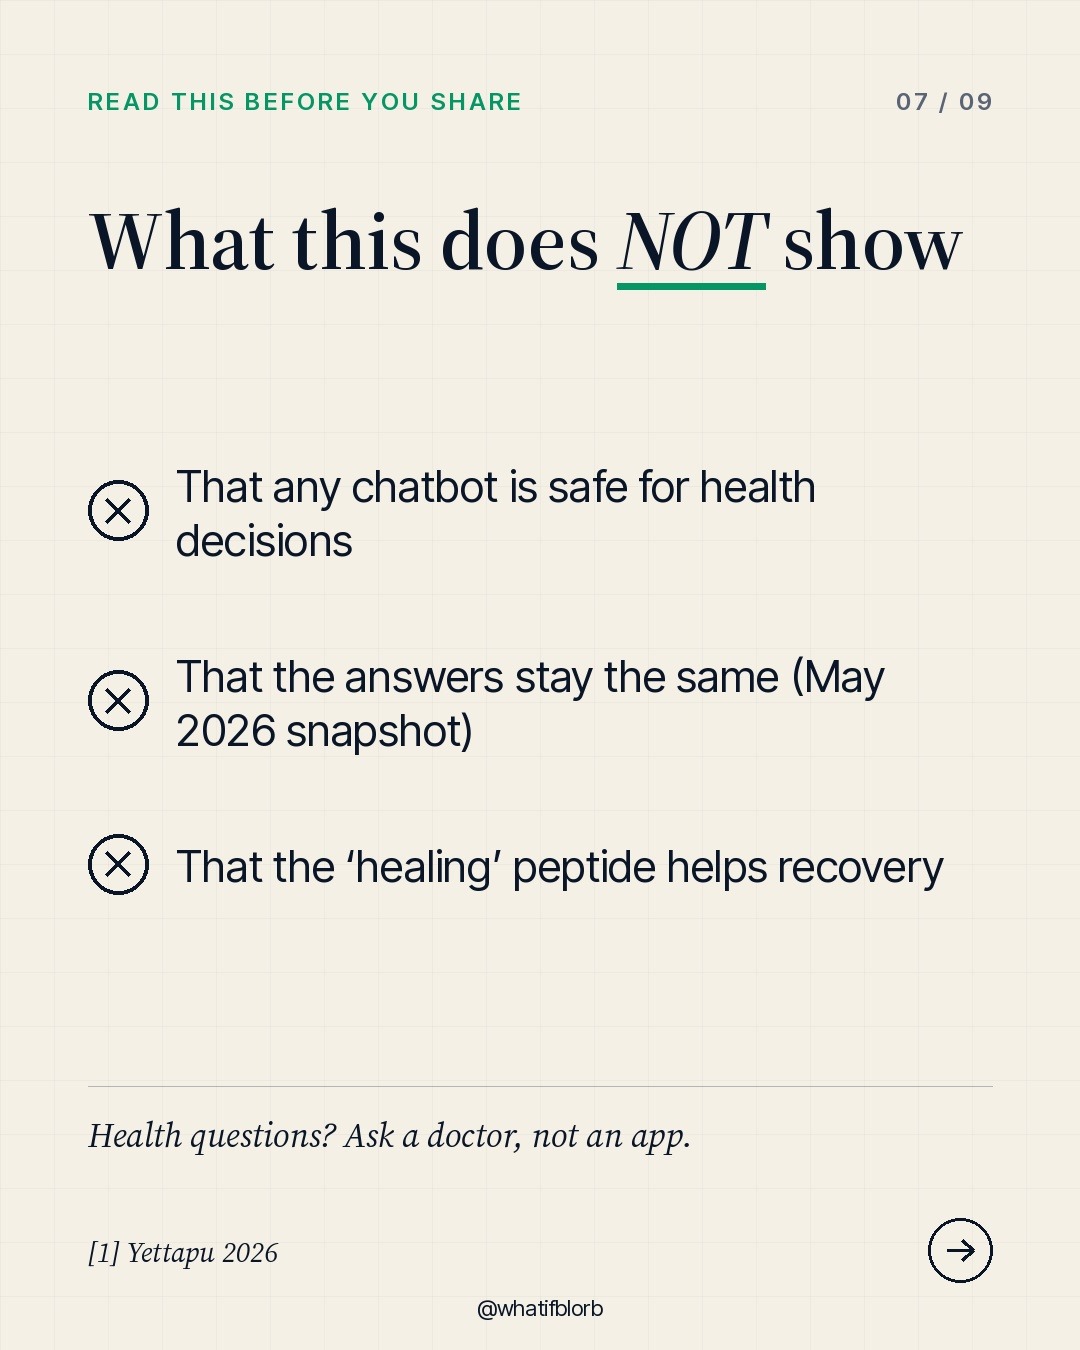 READ THIS BEFORE YOU SHARE
07 / 09
What this does NOT show
That any chatbot is safe for health
decisions
That the answers stay the same (May
2026 snapshot)
That the ‘healing’ peptide helps recovery
Health questions? Ask a doctor, not an app.
[1] Yettapu 2026
@whatifblorb